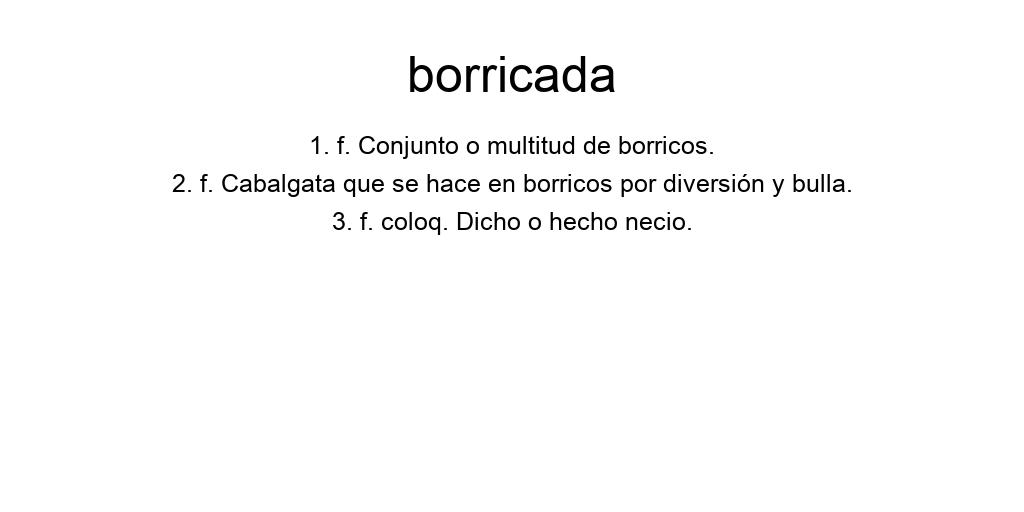 borricada
1. f. Conjunto o multitud de borricos.
2. f. Cabalgata que se hace en borricos por diversión y bulla.
3. f. coloq. Dicho o hecho necio.